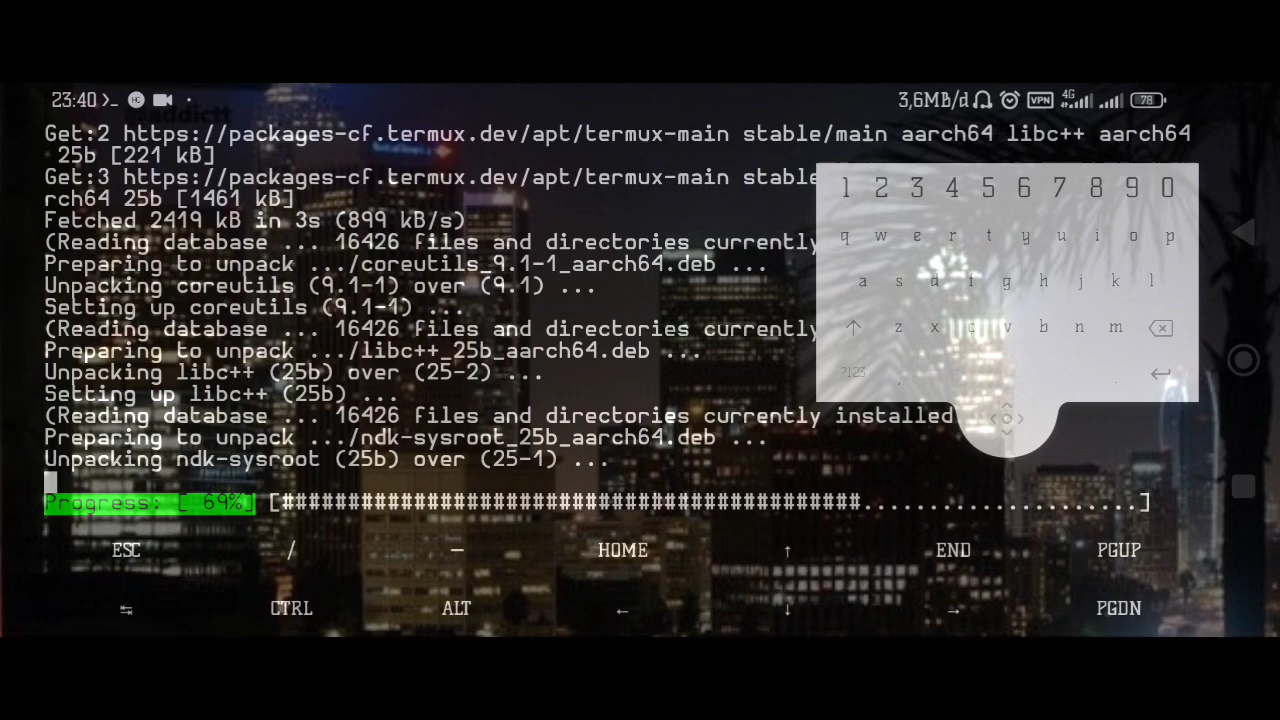 23:40
3,6MB/d 4G VPN 78
Get:2 https://packages-cf.termux.dev/apt/termux-main stable/main aarch64 libc++ aarch64
25b [221 kB]
Get:3 https://packages-cf.termux.dev/apt/termux-main stable
rch64 25b [1461 kB]
Fetched 2419 kB in 3s (899 kB/s)
(Reading database ... 16426 files and directories currently
Preparing to unpack .../coreutils_9.1-1_aarch64.deb ...
Unpacking coreutils (9.1-1) over (9.1) ...
Setting up coreutils (9.1-1) ...
(Reading database ... 16426 files and directories currently
Preparing to unpack .../libc++_25b_aarch64.deb ...
Unpacking libc++ (25b) over (25-2) ...
Setting up libc++ (25b) ...
(Reading database ... 16426 files and directories currently installed
Preparing to unpack .../ndk-sysroot_25b_aarch64.deb ...
Unpacking ndk-sysroot (25b) over (25-1) ...
Progress: [ 69%] [############################################.....................]
1 2 3 4 5 6 7 8 9 0
q w e r t y u i o p
a s d f g h j k l
z x c v b n m
?123 , .
ESC / — HOME ↑ END PGUP
↹ CTRL ALT ← ↓ → PGDN